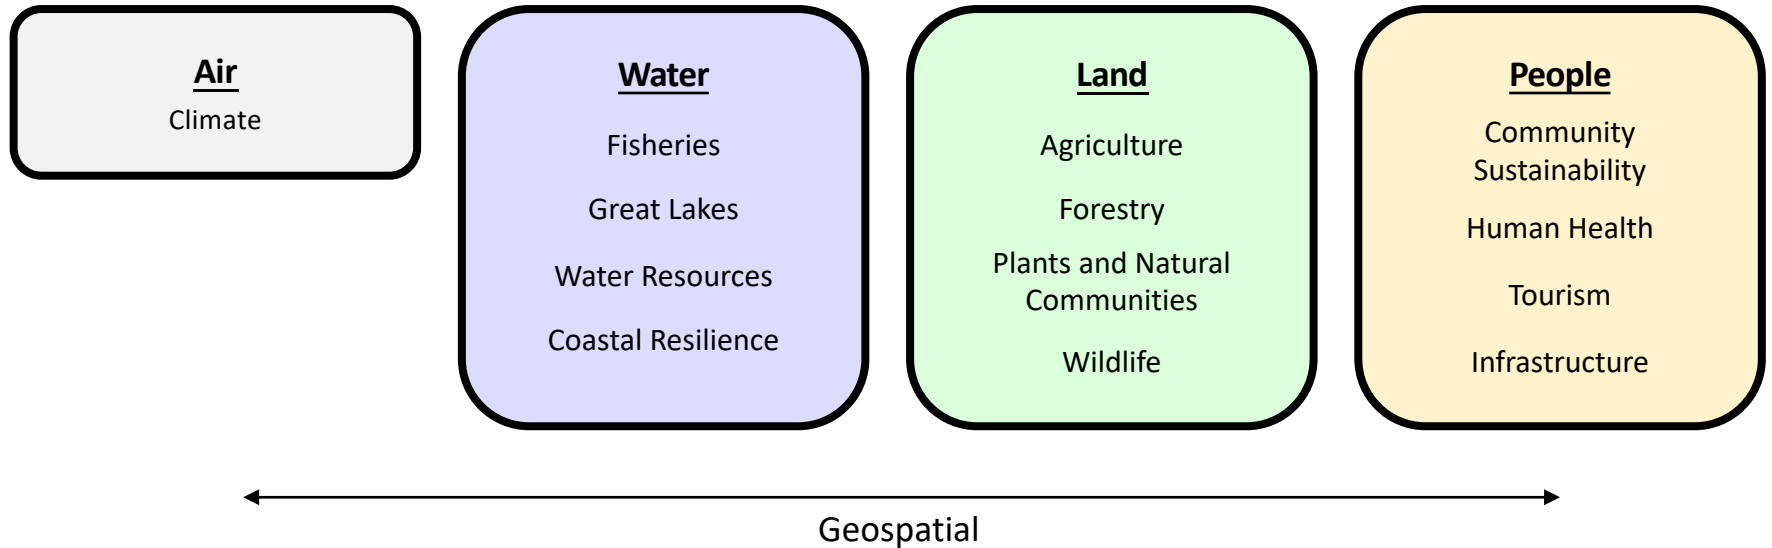 Air
Climate
Water
Fisheries
Great Lakes
Water Resources
Coastal Resilience
Land
Agriculture
Forestry
Plants and Natural
Communities
Wildlife
People
Community
Sustainability
Human Health
Tourism
Infrastructure
Geospatial